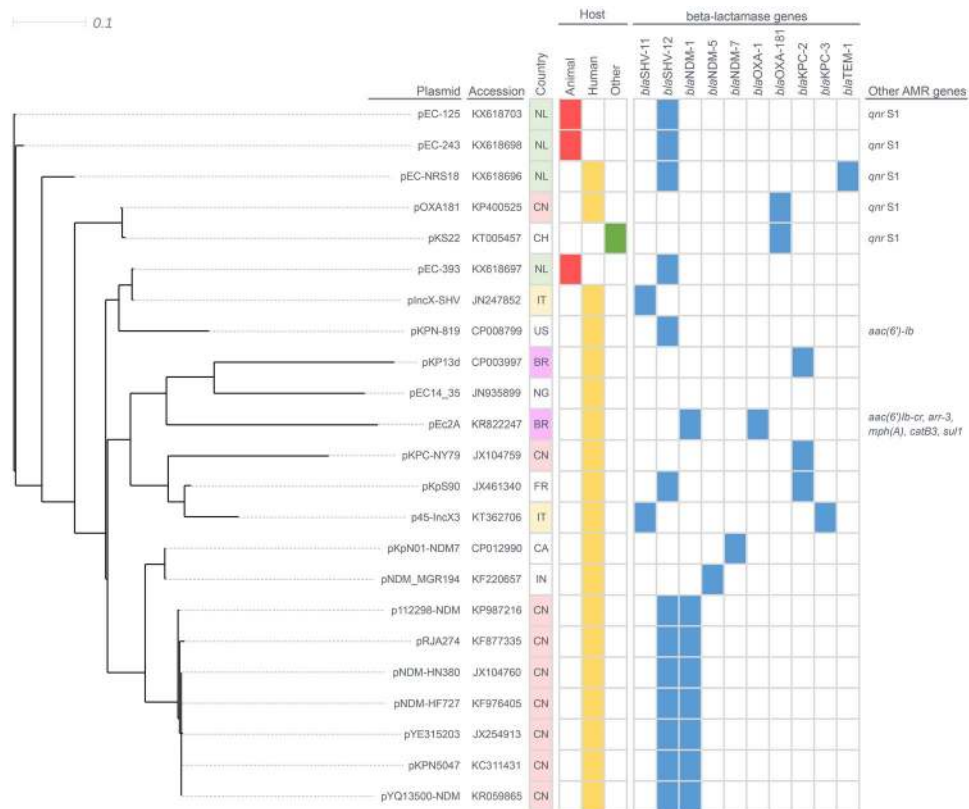 0.1
Host
beta-lactamase genes
Plasmid Accession Country Animal Human Other blaSHV-11 blaSHV-12 blaNDM-1 blaNDM-5 blaNDM-7 blaOXA-1 blaOXA-181 blaKPC-2 blaKPC-3 blaTEM-1 Other AMR genes
pEC-125 KX618703 NL qnr S1
pEC-243 KX618698 NL qnr S1
pEC-NRS18 KX618696 NL qnr S1
pOXA181 KP400525 CN qnr S1
pKS22 KT005457 CH qnr S1
pEC-393 KX618697 NL
pIncX-SHV JN247852 IT
pKPN-819 CP008799 US aac(6')-Ib
pKP13d CP003997 BR
pEC14_35 JN935899 NG
pEc2A KR822247 BR aac(6')Ib-cr, arr-3,
mph(A), catB3, sul1
pKPC-NY79 JX104759 CN
pKpS90 JX461340 FR
p45-IncX3 KT362706 IT
pKpN01-NDM7 CP012990 CA
pNDM_MGR194 KF220657 IN
p112298-NDM KP987216 CN
pRJA274 KF877335 CN
pNDM-HN380 JX104760 CN
pNDM-HF727 KF976405 CN
pYE315203 JX254913 CN
pKPN5047 KC311431 CN
pYQ13500-NDM KR059865 CN